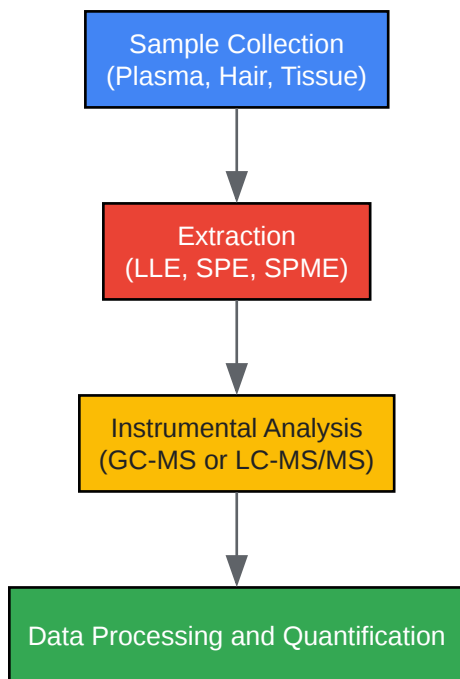 Sample Collection
(Plasma, Hair, Tissue)
Extraction
(LLE, SPE, SPME)
Instrumental Analysis
(GC-MS or LC-MS/MS)
Data Processing and Quantification